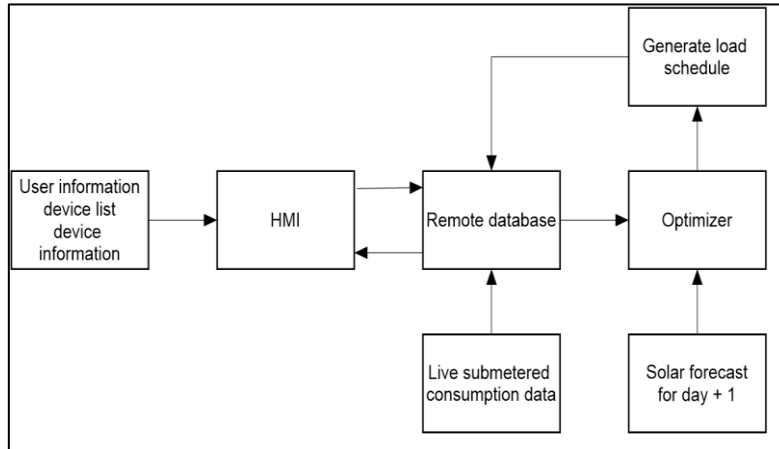 Generate load
schedule
User information
device list
device
information
HMI
Remote database
Optimizer
Live submetered
consumption data
Solar forecast
for day + 1